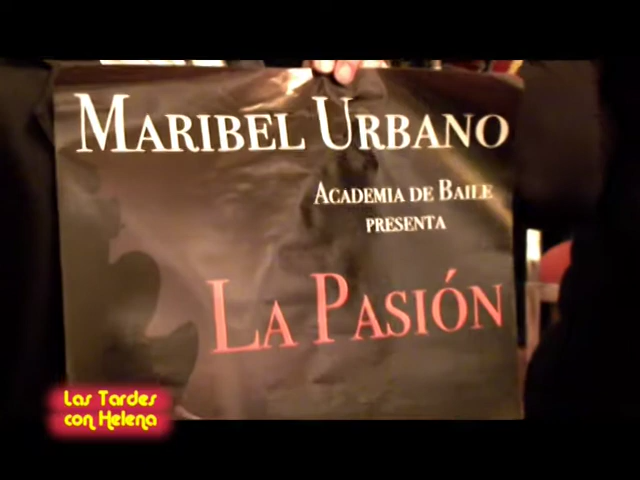 MARIBEL URBANO
ACADEMIA DE BAILE
PRESENTA
LA PASIÓN
Las Tardes
con Helena